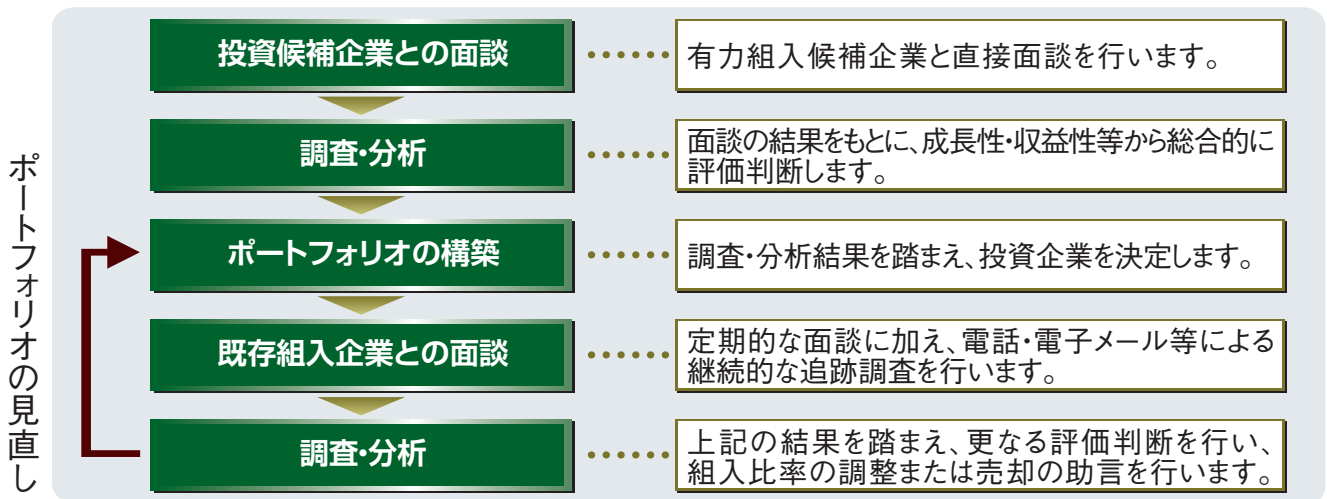 ポートフォリオの見直し
投資候補企業との面談
有力組入候補企業と直接面談を行います。
調査・分析
面談の結果をもとに、成長性・収益性等から総合的に
評価判断します。
ポートフォリオの構築
調査・分析結果を踏まえ、投資企業を決定します。
既存組入企業との面談
定期的な面談に加え、電話・電子メール等による
継続的な追跡調査を行います。
調査・分析
上記の結果を踏まえ、更なる評価判断を行い、
組入比率の調整または売却の助言を行います。